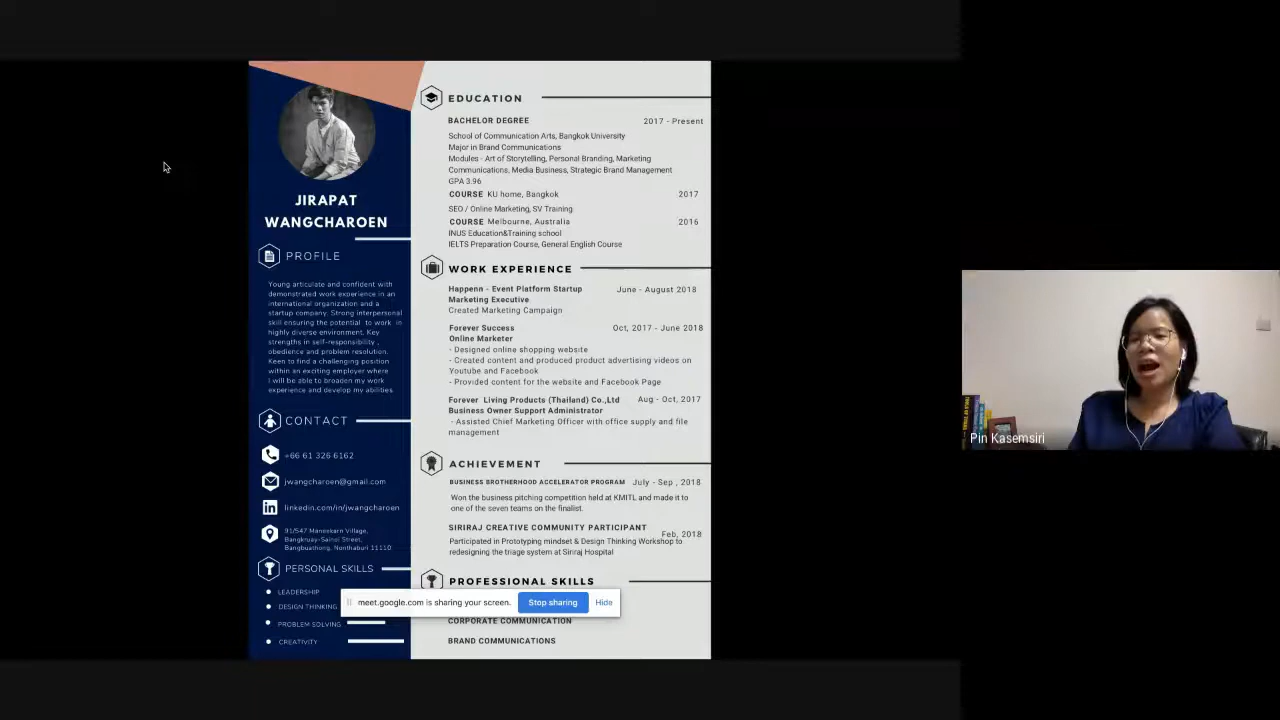 JIRAPAT
WANGCHAROEN
PROFILE
Young articulate and confident with
demonstrated work experience in an
international organization and a
startup company. Strong interpersonal
skill ensuring the potential to work in
highly diverse environment. Key
strengths in self-responsibility ,
obedience and problem resolution.
Keen to find a challenging position
within an exciting employer where
I will be able to broaden my work
experience and develop my abilities
CONTACT
+66 61 326 6162
jwangcharoen@gmail.com
linkedin.com/in/jwangcharoen
91/547 Maneekarn Village,
Bangkruay-Sainoi Street,
Bangbuathong, Nonthaburi 11110
PERSONAL SKILLS
LEADERSHIP
DESIGN THINKING
PROBLEM SOLVING
CREATIVITY
EDUCATION
BACHELOR DEGREE 2017 - Present
School of Communication Arts, Bangkok University
Major in Brand Communications
Modules - Art of Storytelling, Personal Branding, Marketing
Communications, Media Business, Strategic Brand Management
GPA 3.96
COURSE KU home, Bangkok 2017
SEO / Online Marketing, SV Training
COURSE Melbourne, Australia 2016
INUS Education&Training school
IELTS Preparation Course, General English Course
WORK EXPERIENCE
Happenn - Event Platform Startup June - August 2018
Marketing Executive
Created Marketing Campaign
Forever Success Oct, 2017 - June 2018
Online Marketer
- Designed online shopping website
- Created content and produced product advertising videos on
Youtube and Facebook
- Provided content for the website and Facebook Page
Forever Living Products (Thailand) Co.,Ltd Aug - Oct, 2017
Business Owner Support Administrator
- Assisted Chief Marketing Officer with office supply and file
management
ACHIEVEMENT
BUSINESS BROTHERHOOD ACCELERATOR PROGRAM July - Sep , 2018
Won the business pitching competition held at KMITL and made it to
one of the seven teams on the finalist.
SIRIRAJ CREATIVE COMMUNITY PARTICIPANT Feb, 2018
Participated in Prototyping mindset & Design Thinking Workshop to
redesigning the triage system at Siriraj Hospital
PROFESSIONAL SKILLS
CORPORATE COMMUNICATION
BRAND COMMUNICATIONS
meet.google.com is sharing your screen. Stop sharing Hide
Pin Kasemsiri